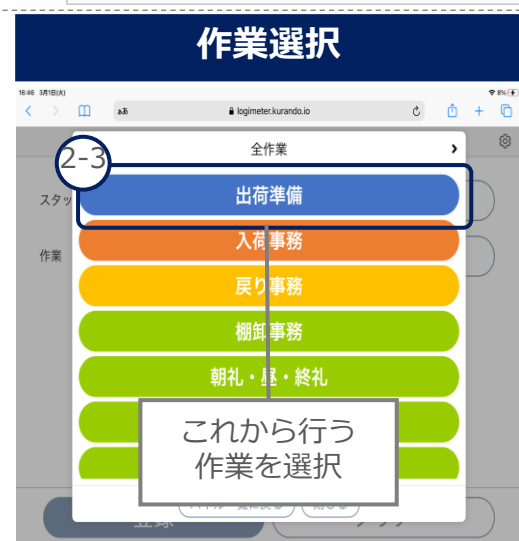 作業選択
16:46 3月1日(火)
8%
ああ
logimeter.kurando.io
全作業
2-3
スタッ
出荷準備
作業
入荷事務
戻り事務
棚卸事務
朝礼・昼・終礼
これから行う
作業を選択